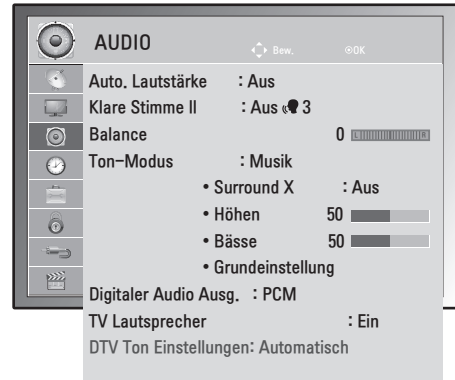 AUDIO
Bew.
OK
Auto. Lautstärke : Aus
Klare Stimme II : Aus 3
Balance 0 L R
Ton-Modus : Musik
• Surround X : Aus
• Höhen 50
• Bässe 50
• Grundeinstellung
Digitaler Audio Ausg. : PCM
TV Lautsprecher : Ein
DTV Ton Einstellungen: Automatisch